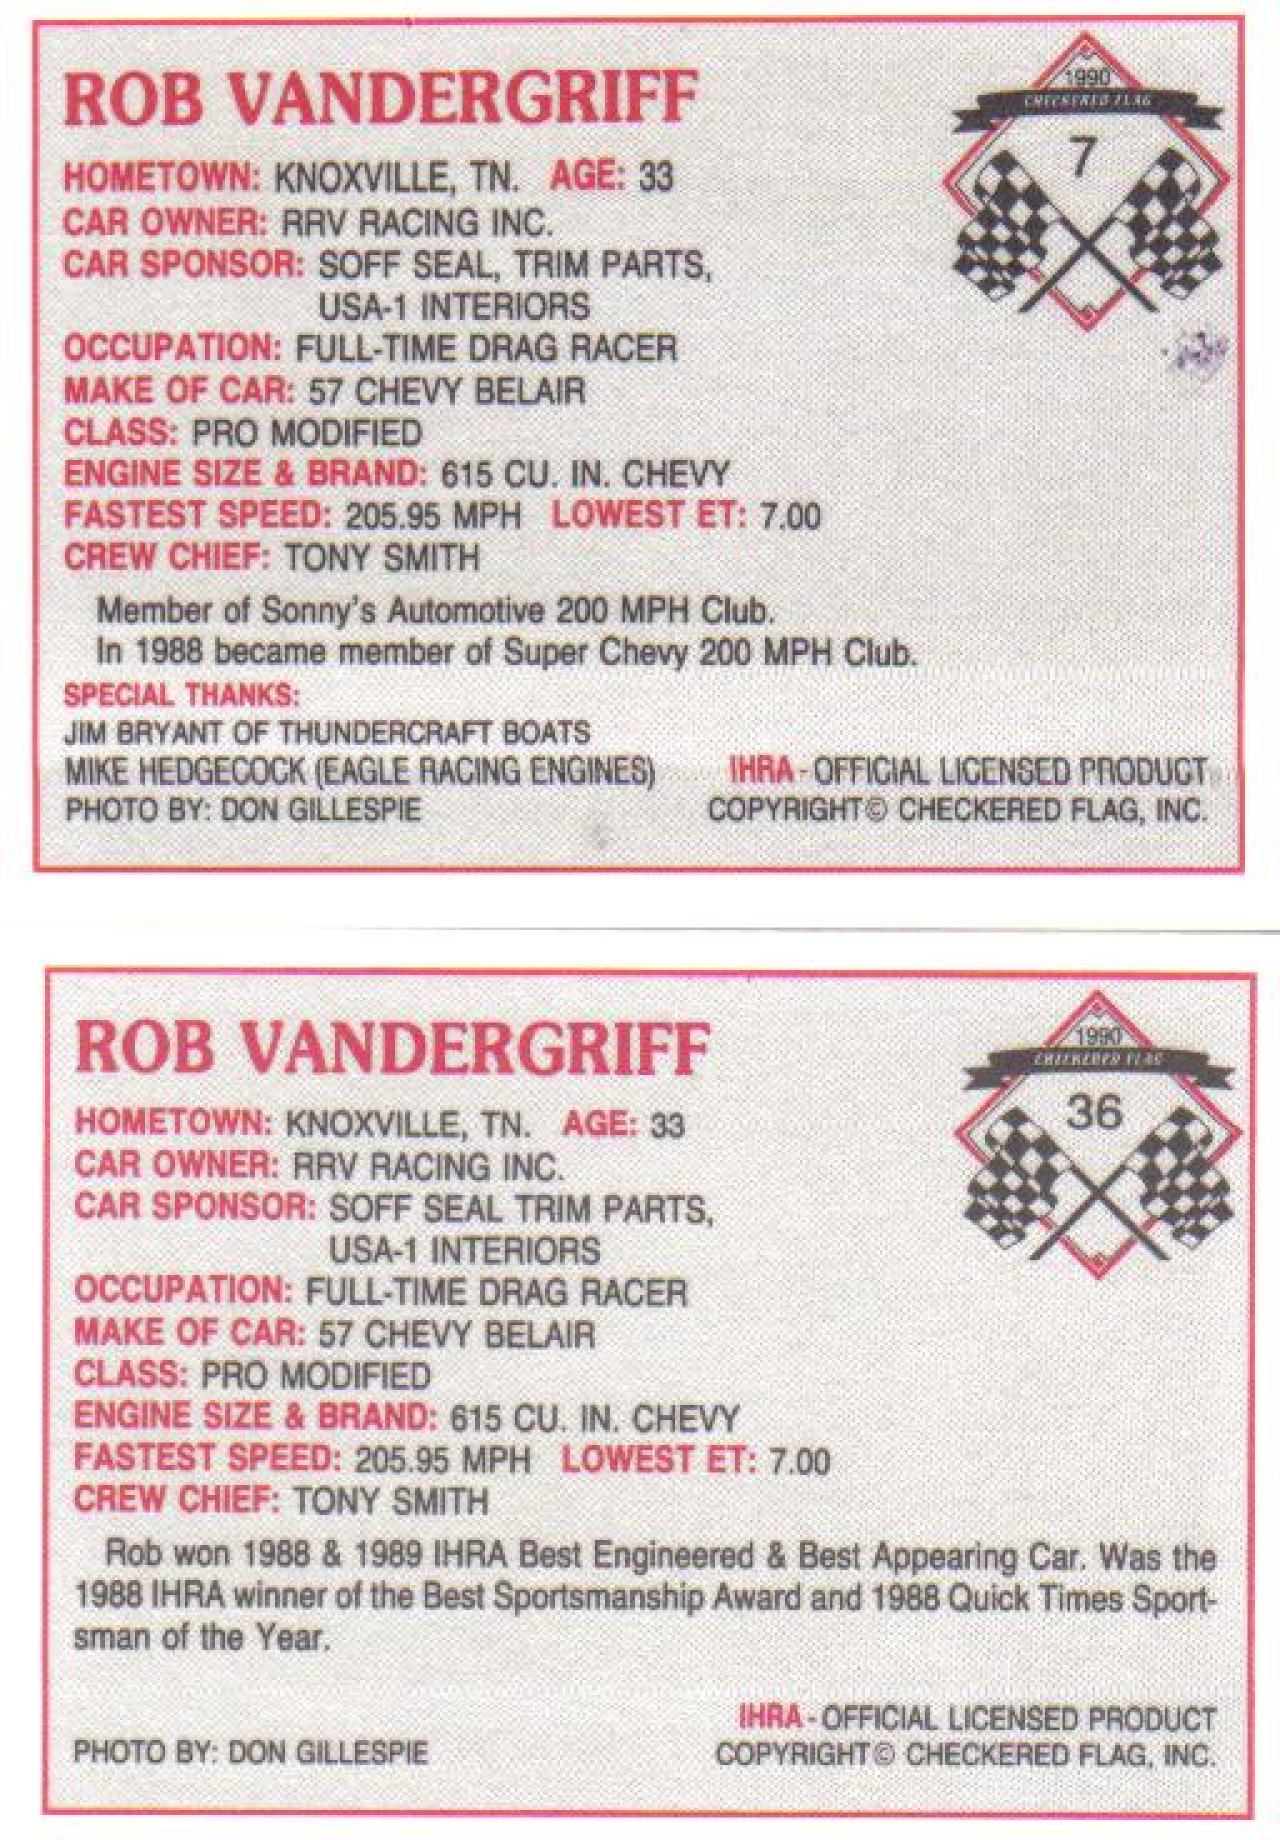 ROB VANDERGRIFF
1990
CHECKERED FLAG
7
HOMETOWN: KNOXVILLE, TN. AGE: 33
CAR OWNER: RRV RACING INC.
CAR SPONSOR: SOFF SEAL, TRIM PARTS,
USA-1 INTERIORS
OCCUPATION: FULL-TIME DRAG RACER
MAKE OF CAR: 57 CHEVY BELAIR
CLASS: PRO MODIFIED
ENGINE SIZE & BRAND: 615 CU. IN. CHEVY
FASTEST SPEED: 205.95 MPH LOWEST ET: 7.00
CREW CHIEF: TONY SMITH
Member of Sonny's Automotive 200 MPH Club.
In 1988 became member of Super Chevy 200 MPH Club.
SPECIAL THANKS:
JIM BRYANT OF THUNDERCRAFT BOATS
MIKE HEDGECOCK (EAGLE RACING ENGINES) IHRA - OFFICIAL LICENSED PRODUCT
PHOTO BY: DON GILLESPIE COPYRIGHT© CHECKERED FLAG, INC.
ROB VANDERGRIFF
1990
CHECKERED FLAG
36
HOMETOWN: KNOXVILLE, TN. AGE: 33
CAR OWNER: RRV RACING INC.
CAR SPONSOR: SOFF SEAL TRIM PARTS,
USA-1 INTERIORS
OCCUPATION: FULL-TIME DRAG RACER
MAKE OF CAR: 57 CHEVY BELAIR
CLASS: PRO MODIFIED
ENGINE SIZE & BRAND: 615 CU. IN. CHEVY
FASTEST SPEED: 205.95 MPH LOWEST ET: 7.00
CREW CHIEF: TONY SMITH
Rob won 1988 & 1989 IHRA Best Engineered & Best Appearing Car. Was the
1988 IHRA winner of the Best Sportsmanship Award and 1988 Quick Times Sport-
sman of the Year.
IHRA - OFFICIAL LICENSED PRODUCT
PHOTO BY: DON GILLESPIE COPYRIGHT© CHECKERED FLAG, INC.